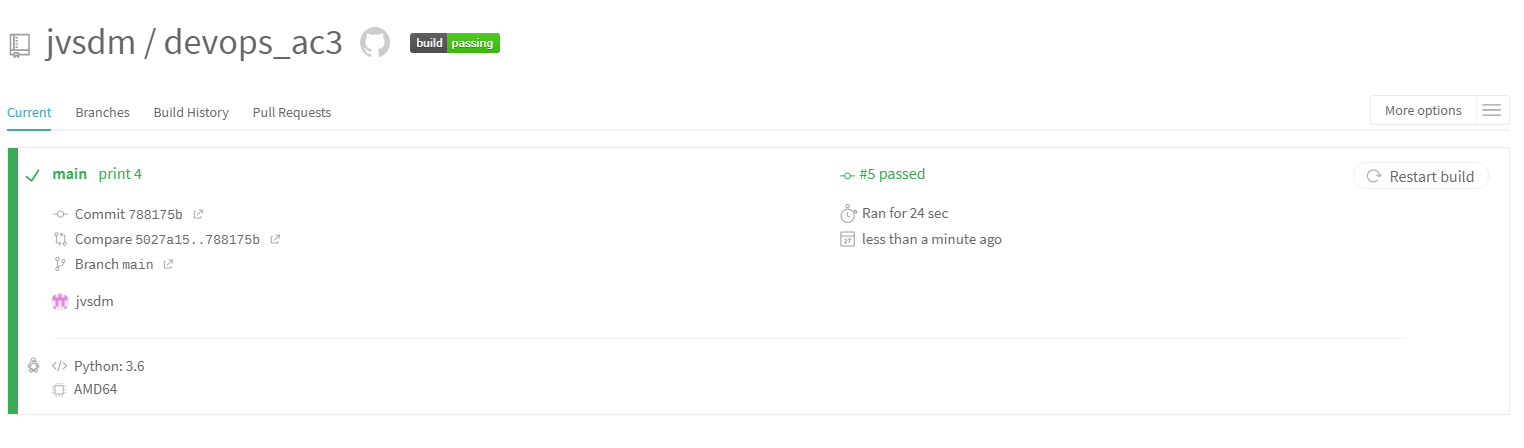 jvsdm / devops_ac3 build passing
Current Branches Build History Pull Requests More options
main print 4
Commit 788175b
Compare 5027a15..788175b
Branch main
jvsdm
#5 passed
Ran for 24 sec
27 less than a minute ago
Restart build
Python: 3.6
AMD64